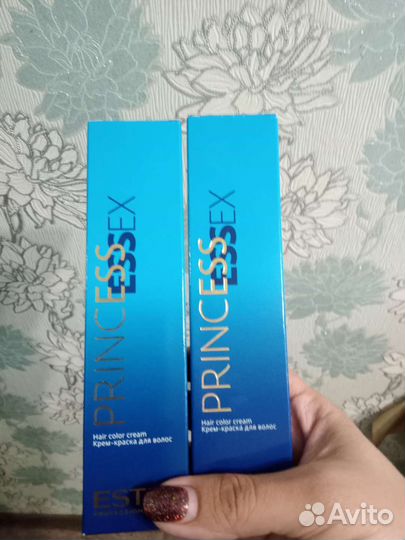 PRINCESS
ESSEX
Hair color cream
Крем-краска для волос
EST
PRINCESS
ESSEX
Hair color cream
Крем-краска для волос
Avito